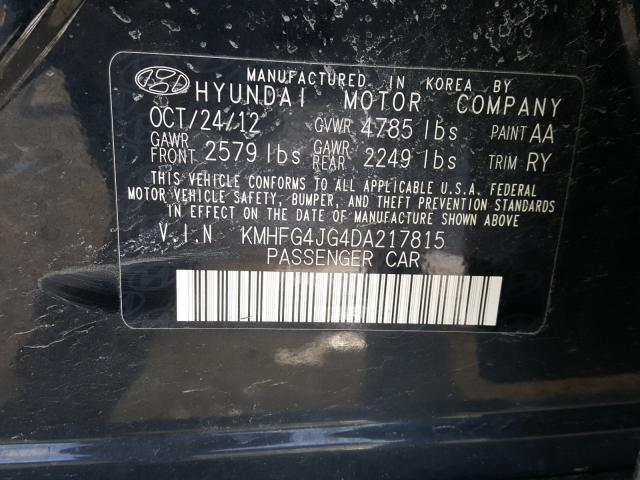 MANUFACTURED IN KOREA BY
HYUNDAI MOTOR COMPANY
OCT/24/12 GVWR 4785 lbs PAINT AA
GAWR FRONT 2579 lbs GAWR REAR 2249 lbs TRIM RY
THIS VEHICLE CONFORMS TO ALL APPLICABLE U.S.A. FEDERAL
MOTOR VEHICLE SAFETY, BUMPER, AND THEFT PREVENTION STANDARDS
IN EFFECT ON THE DATE OF MANUFACTURE SHOWN ABOVE
V.I.N KMHFG4JG4DA217815
PASSENGER CAR